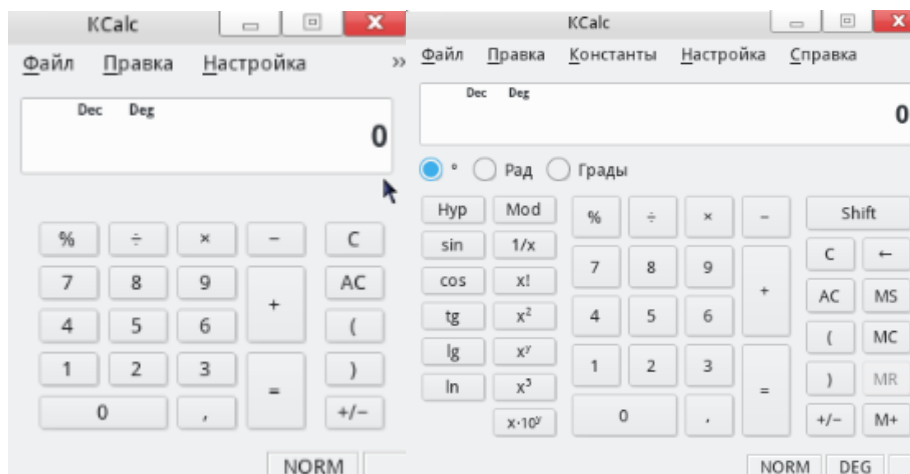 KCalc
Файл Правка Настройка »
Dec Deg
0
% ÷ × − C
7 8 9 AC
+
4 5 6 (
1 2 3 )
=
0 , +/−
NORM
KCalc
Файл Правка Константы Настройка Справка
Dec Deg
0
° Рад Грады
Hyp Mod % ÷ × − Shift
sin 1/x C ←
7 8 9
cos x! + AC MS
tg x² 4 5 6
( MC
lg xʸ
1 2 3 ) MR
ln x³ =
x·10ʸ 0 , +/− M+
NORM DEG